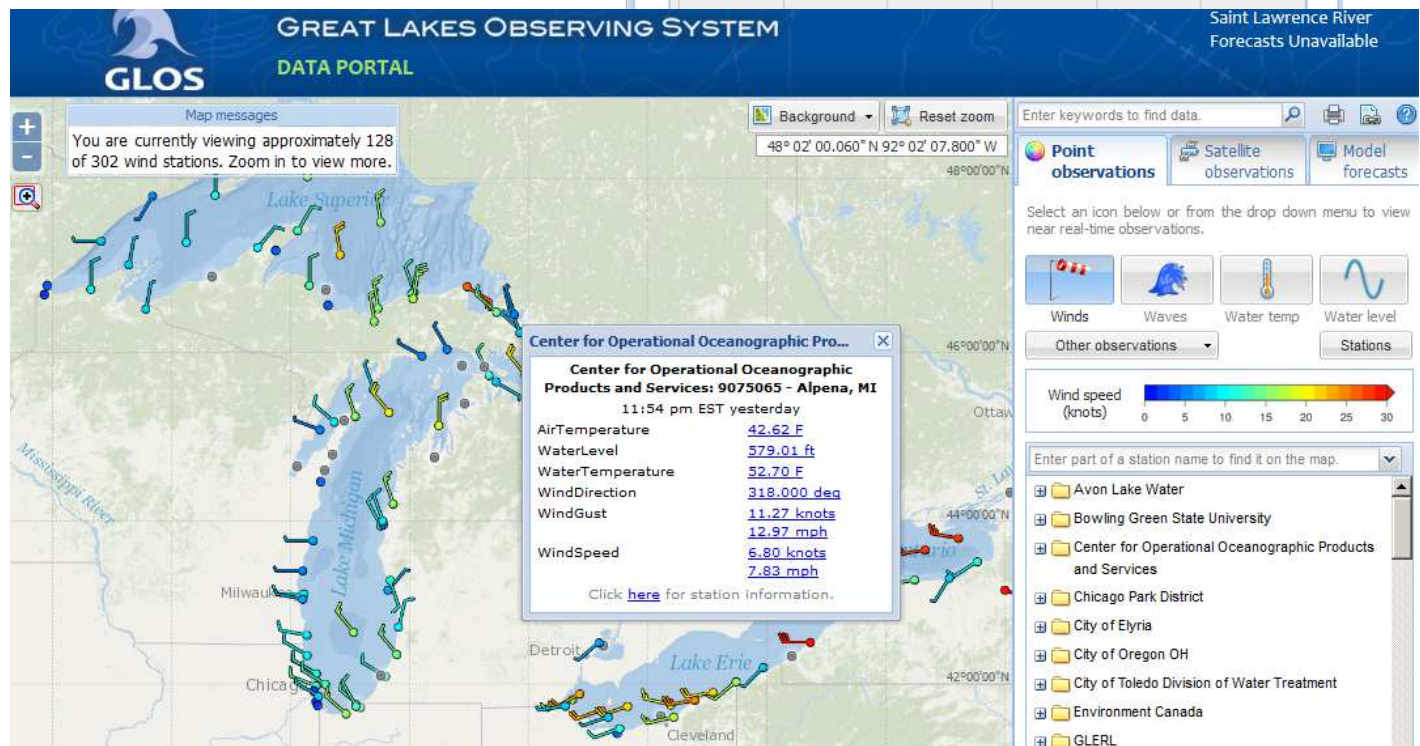 GREAT LAKES OBSERVING SYSTEM
DATA PORTAL
GLOS
Saint Lawrence River
Forecasts Unavailable
Map messages
You are currently viewing approximately 128
of 302 wind stations. Zoom in to view more.
Background
Reset zoom
48° 02' 00.060" N 92° 02' 07.800" W
48°00'00"N
Lake Superior
46°00'00"N
Ottaw
Mississippi River
Lake Michigan
44°00'00"N
St. La
Milwauk
Detroit
Lake Erie
Chicag
42°00'00"N
Cleveland
Center for Operational Oceanographic Pro...
Center for Operational Oceanographic
Products and Services: 9075065 - Alpena, MI
11:54 pm EST yesterday
AirTemperature 42.62 F
WaterLevel 579.01 ft
WaterTemperature 52.70 F
WindDirection 318.000 deg
WindGust 11.27 knots
12.97 mph
WindSpeed 6.80 knots
7.83 mph
Click here for station information.
Enter keywords to find data.
Point
observations
Satellite
observations
Model
forecasts
Select an icon below or from the drop down menu to view
near real-time observations.
Winds Waves Water temp Water level
Other observations Stations
Wind speed
(knots)
0 5 10 15 20 25 30
Enter part of a station name to find it on the map.
Avon Lake Water
Bowling Green State University
Center for Operational Oceanographic Products
and Services
Chicago Park District
City of Elyria
City of Oregon OH
City of Toledo Division of Water Treatment
Environment Canada
GLERL